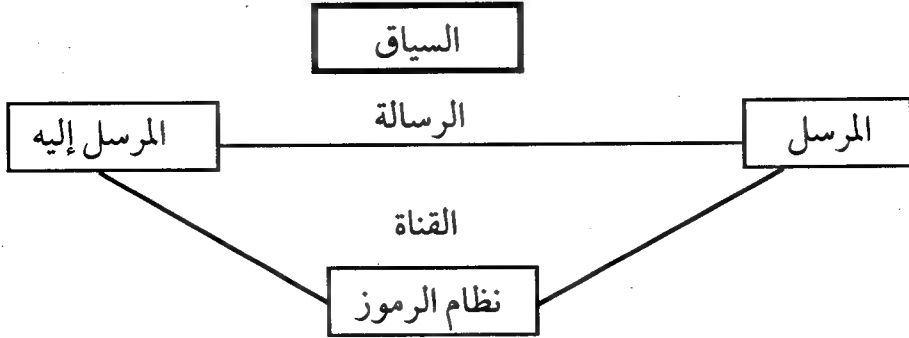 السياق
الرسالة
المرسل
المرسل إليه
القناة
نظام الرموز